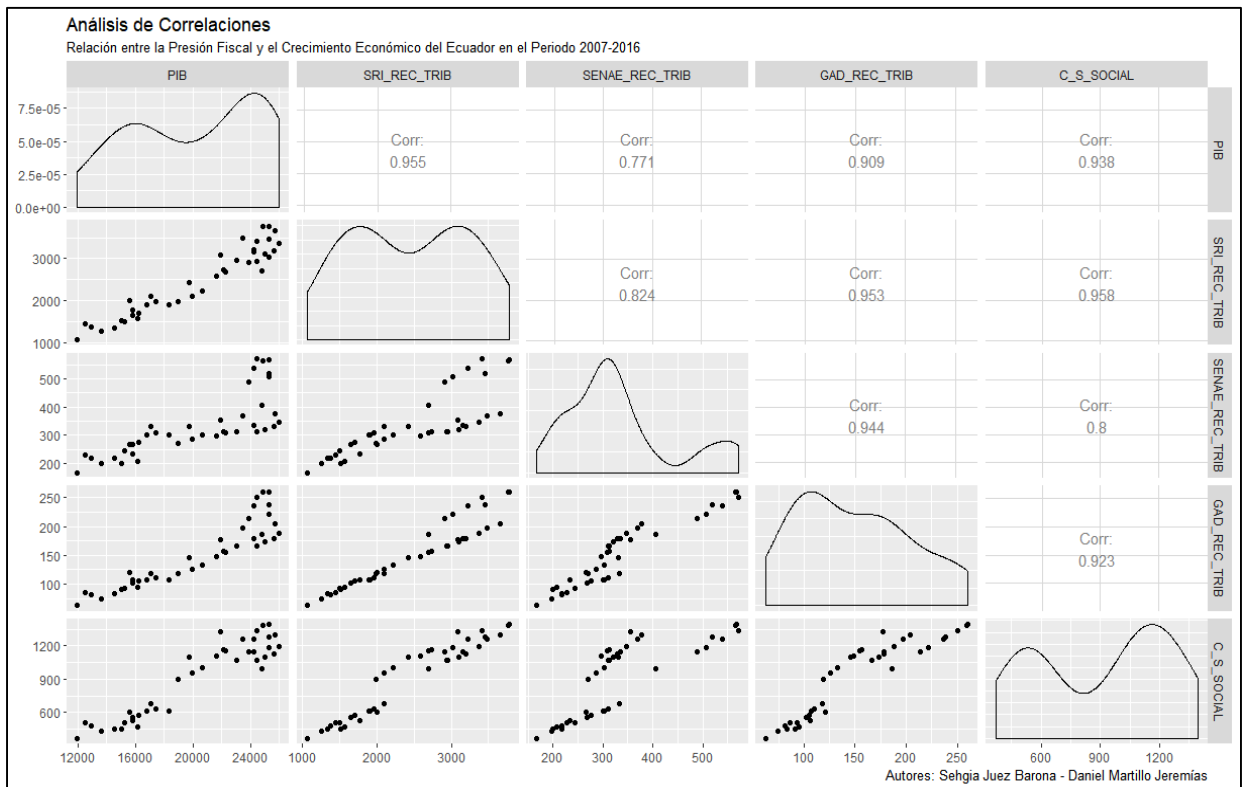 Análisis de Correlaciones
Relación entre la Presión Fiscal y el Crecimiento Económico del Ecuador en el Periodo 2007-2016
PIB SRI_REC_TRIB SENAE_REC_TRIB GAD_REC_TRIB C_S_SOCIAL
7.5e-05
5.0e-05
2.5e-05
0.0e+00
Corr:
0.955
Corr:
0.771
Corr:
0.909
Corr:
0.938
PIB
3000
2000
1000
Corr:
0.824
Corr:
0.953
Corr:
0.958
SRI_REC_TRIB
500
400
300
200
Corr:
0.944
Corr:
0.8
SENAE_REC_TRIB
250
200
150
100
Corr:
0.923
GAD_REC_TRIB
1200
900
600
C_S_SOCIAL
12000 16000 20000 24000
1000 2000 3000
200 300 400 500
100 150 200 250
600 900 1200
Autores: Sehgia Juez Barona - Daniel Martillo Jeremías